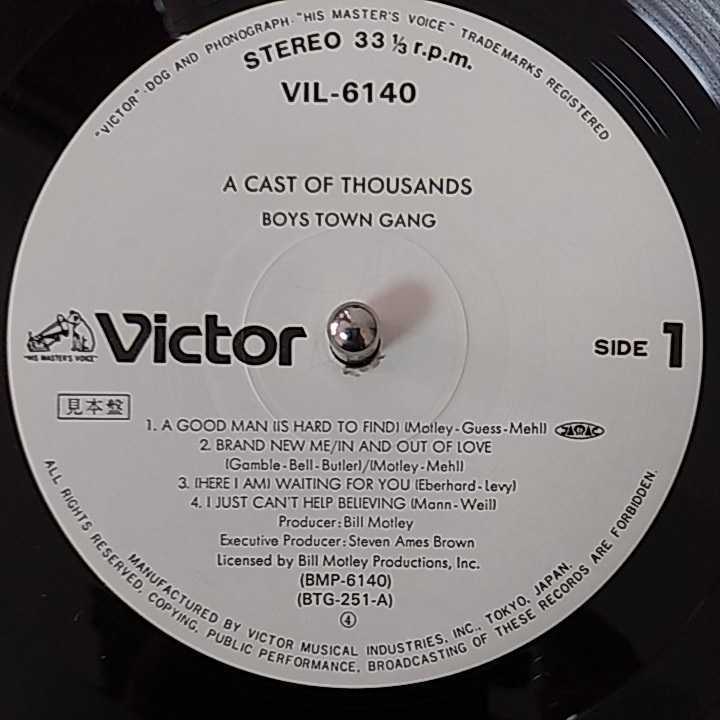 "VICTOR"-DOG AND PHONOGRAPH-"HIS MASTER'S VOICE" TRADEMARKS REGISTERED
STEREO 33 1/3 r.p.m.
VIL-6140
A CAST OF THOUSANDS
BOYS TOWN GANG
"HIS MASTER'S VOICE"
Victor
SIDE 1
見本盤
1. A GOOD MAN (IS HARD TO FIND) (Motley-Guess-Mehl) JASRAC
2. BRAND NEW ME/IN AND OUT OF LOVE
(Gamble-Bell-Butler)/(Motley-Mehl)
3. (HERE I AM) WAITING FOR YOU (Eberhard-Levy)
4. I JUST CAN'T HELP BELIEVING (Mann-Weil)
Producer: Bill Motley
Executive Producer: Steven Ames Brown
Licensed by Bill Motley Productions, Inc.
(BMP-6140)
(BTG-251-A)
④
MANUFACTURED BY VICTOR MUSICAL INDUSTRIES, INC., TOKYO, JAPAN.
ALL RIGHTS RESERVED, COPYING, PUBLIC PERFORMANCE, BROADCASTING OF THESE RECORDS ARE FORBIDDEN.